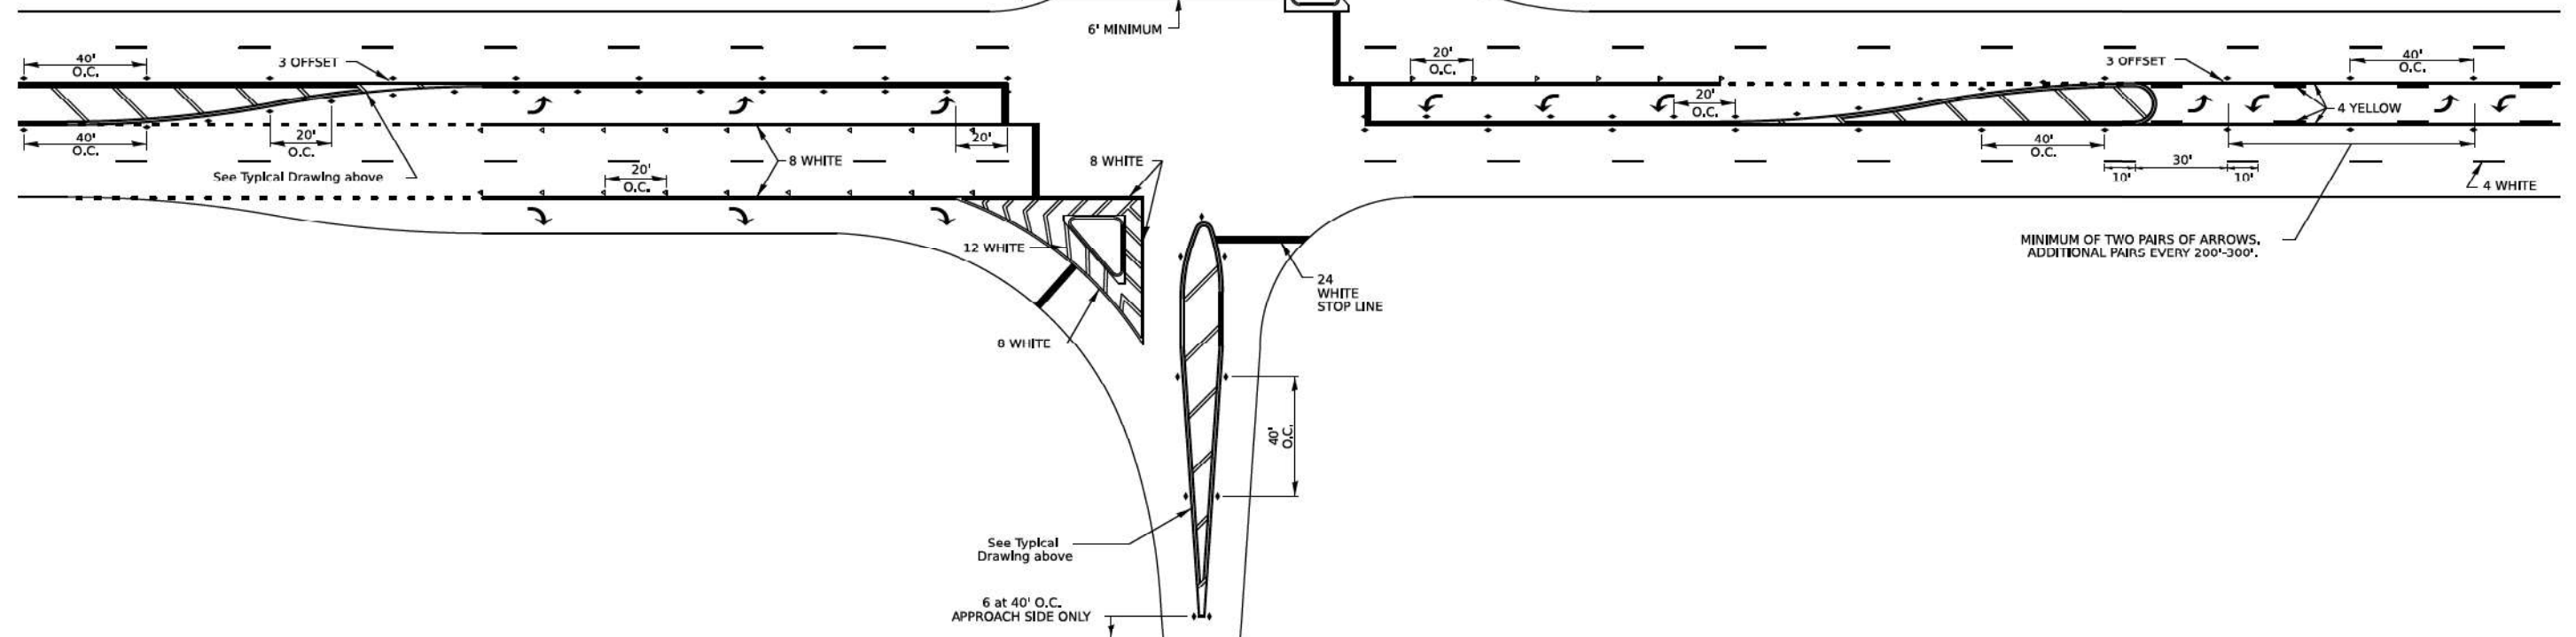 6' MINIMUM
40'
O.C.
3 OFFSET
20'
O.C.
3 OFFSET
40'
O.C.
20'
O.C.
4 YELLOW
40'
O.C.
20'
O.C.
20'
8 WHITE
8 WHITE
40'
O.C.
30'
10'
10'
See Typical Drawing above
20'
O.C.
4 WHITE
12 WHITE
MINIMUM OF TWO PAIRS OF ARROWS,
ADDITIONAL PAIRS EVERY 200'-300'.
24
WHITE
STOP LINE
8 WHITE
40'
O.C.
See Typical
Drawing above
6 at 40' O.C.
APPROACH SIDE ONLY